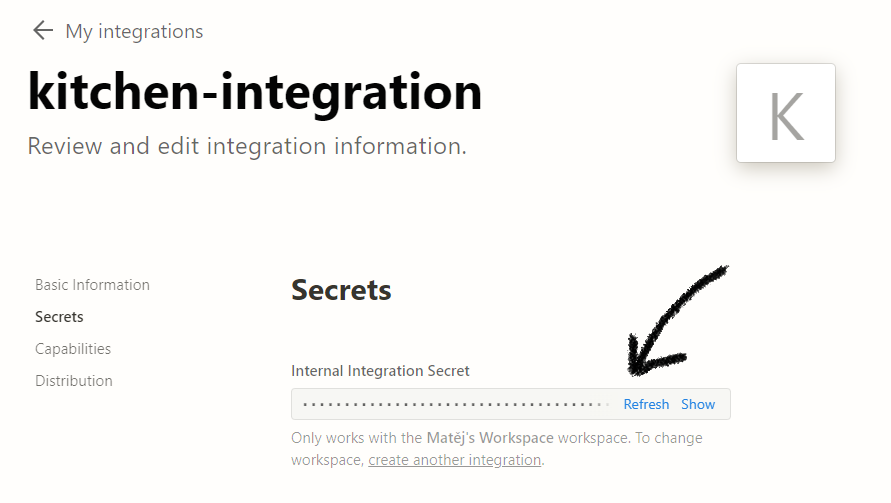 My integrations
kitchen-integration
Review and edit integration information.
K
Basic Information
Secrets
Capabilities
Distribution
Secrets
Internal Integration Secret
Refresh Show
Only works with the Matěj's Workspace workspace. To change
workspace, create another integration.